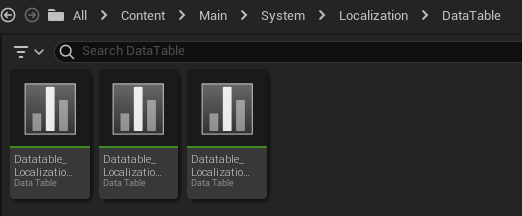 All > Content > Main > System > Localization > DataTable
Search DataTable
Datatable_ Datatable_ Datatable_
Localizatio... Localizatio... Localizatio...
Data Table Data Table Data Table